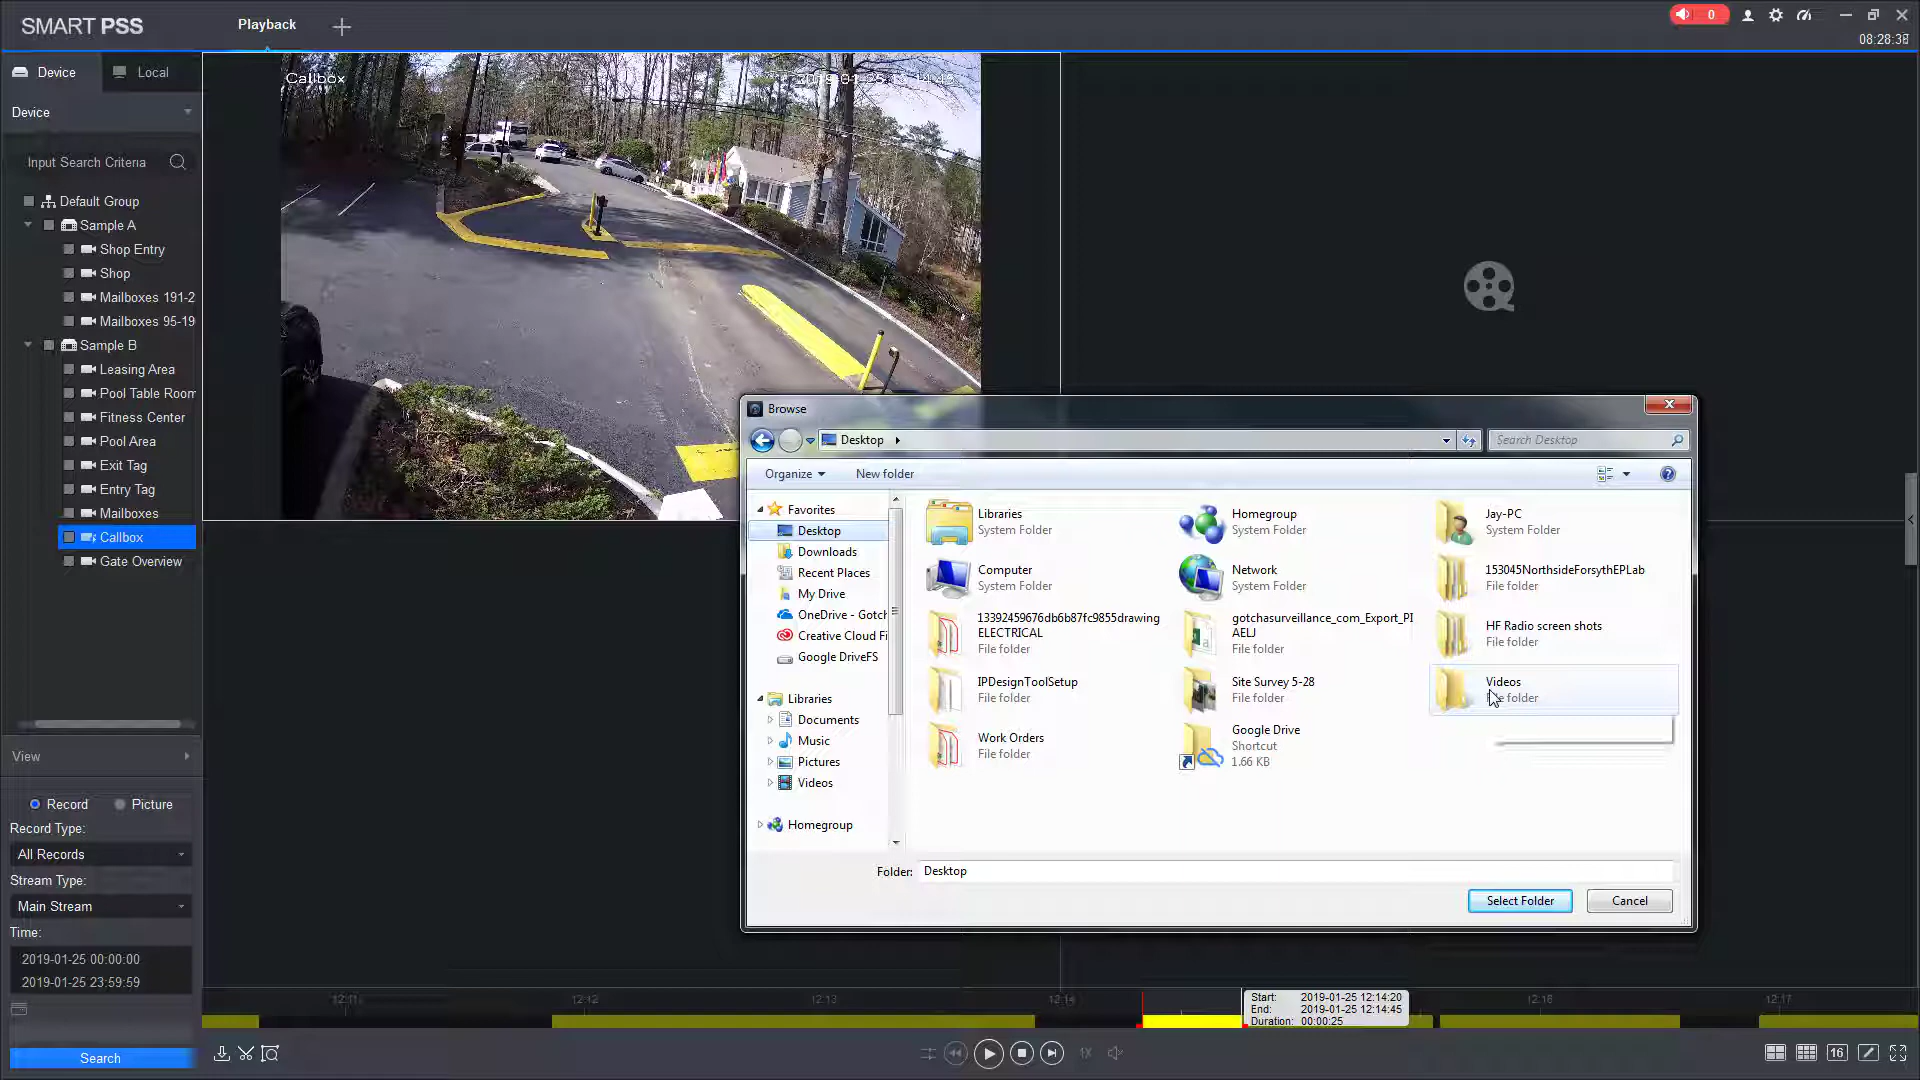 SMART PSS
Playback
0
08:28:38
Device
Local
Device
Input Search Criteria
Default Group
Sample A
Shop Entry
Shop
Mailboxes 191-2
Mailboxes 95-19
Sample B
Leasing Area
Pool Table Room
Fitness Center
Pool Area
Exit Tag
Entry Tag
Mailboxes
Callbox
Gate Overview
View
Record
Picture
Record Type:
All Records
Stream Type:
Main Stream
Time:
2019-01-25 00:00:00
2019-01-25 23:59:59
Search
Callbox
Browse
Desktop
Search Desktop
Organize
New folder
Favorites
Desktop
Downloads
Recent Places
My Drive
OneDrive - Gotch
Creative Cloud Fi
Google DriveFS
Libraries
Documents
Music
Pictures
Videos
Homegroup
Libraries
System Folder
Homegroup
System Folder
Jay-PC
System Folder
Computer
System Folder
Network
System Folder
153045NorthsideForsythEPLab
File folder
13392459676db6b87fc9855drawing
ELECTRICAL
File folder
gotchasurveillance_com_Export_PI
AELJ
File folder
HF Radio screen shots
File folder
IPDesignToolSetup
File folder
Site Survey 5-28
File folder
Videos
File folder
Work Orders
File folder
Google Drive
Shortcut
1.66 KB
Folder:
Desktop
Select Folder
Cancel
12:11
12:12
12:13
12:14
12:16
12:17
Start: 2019-01-25 12:14:20
End: 2019-01-25 12:14:45
Duration: 00:00:25
1X
16